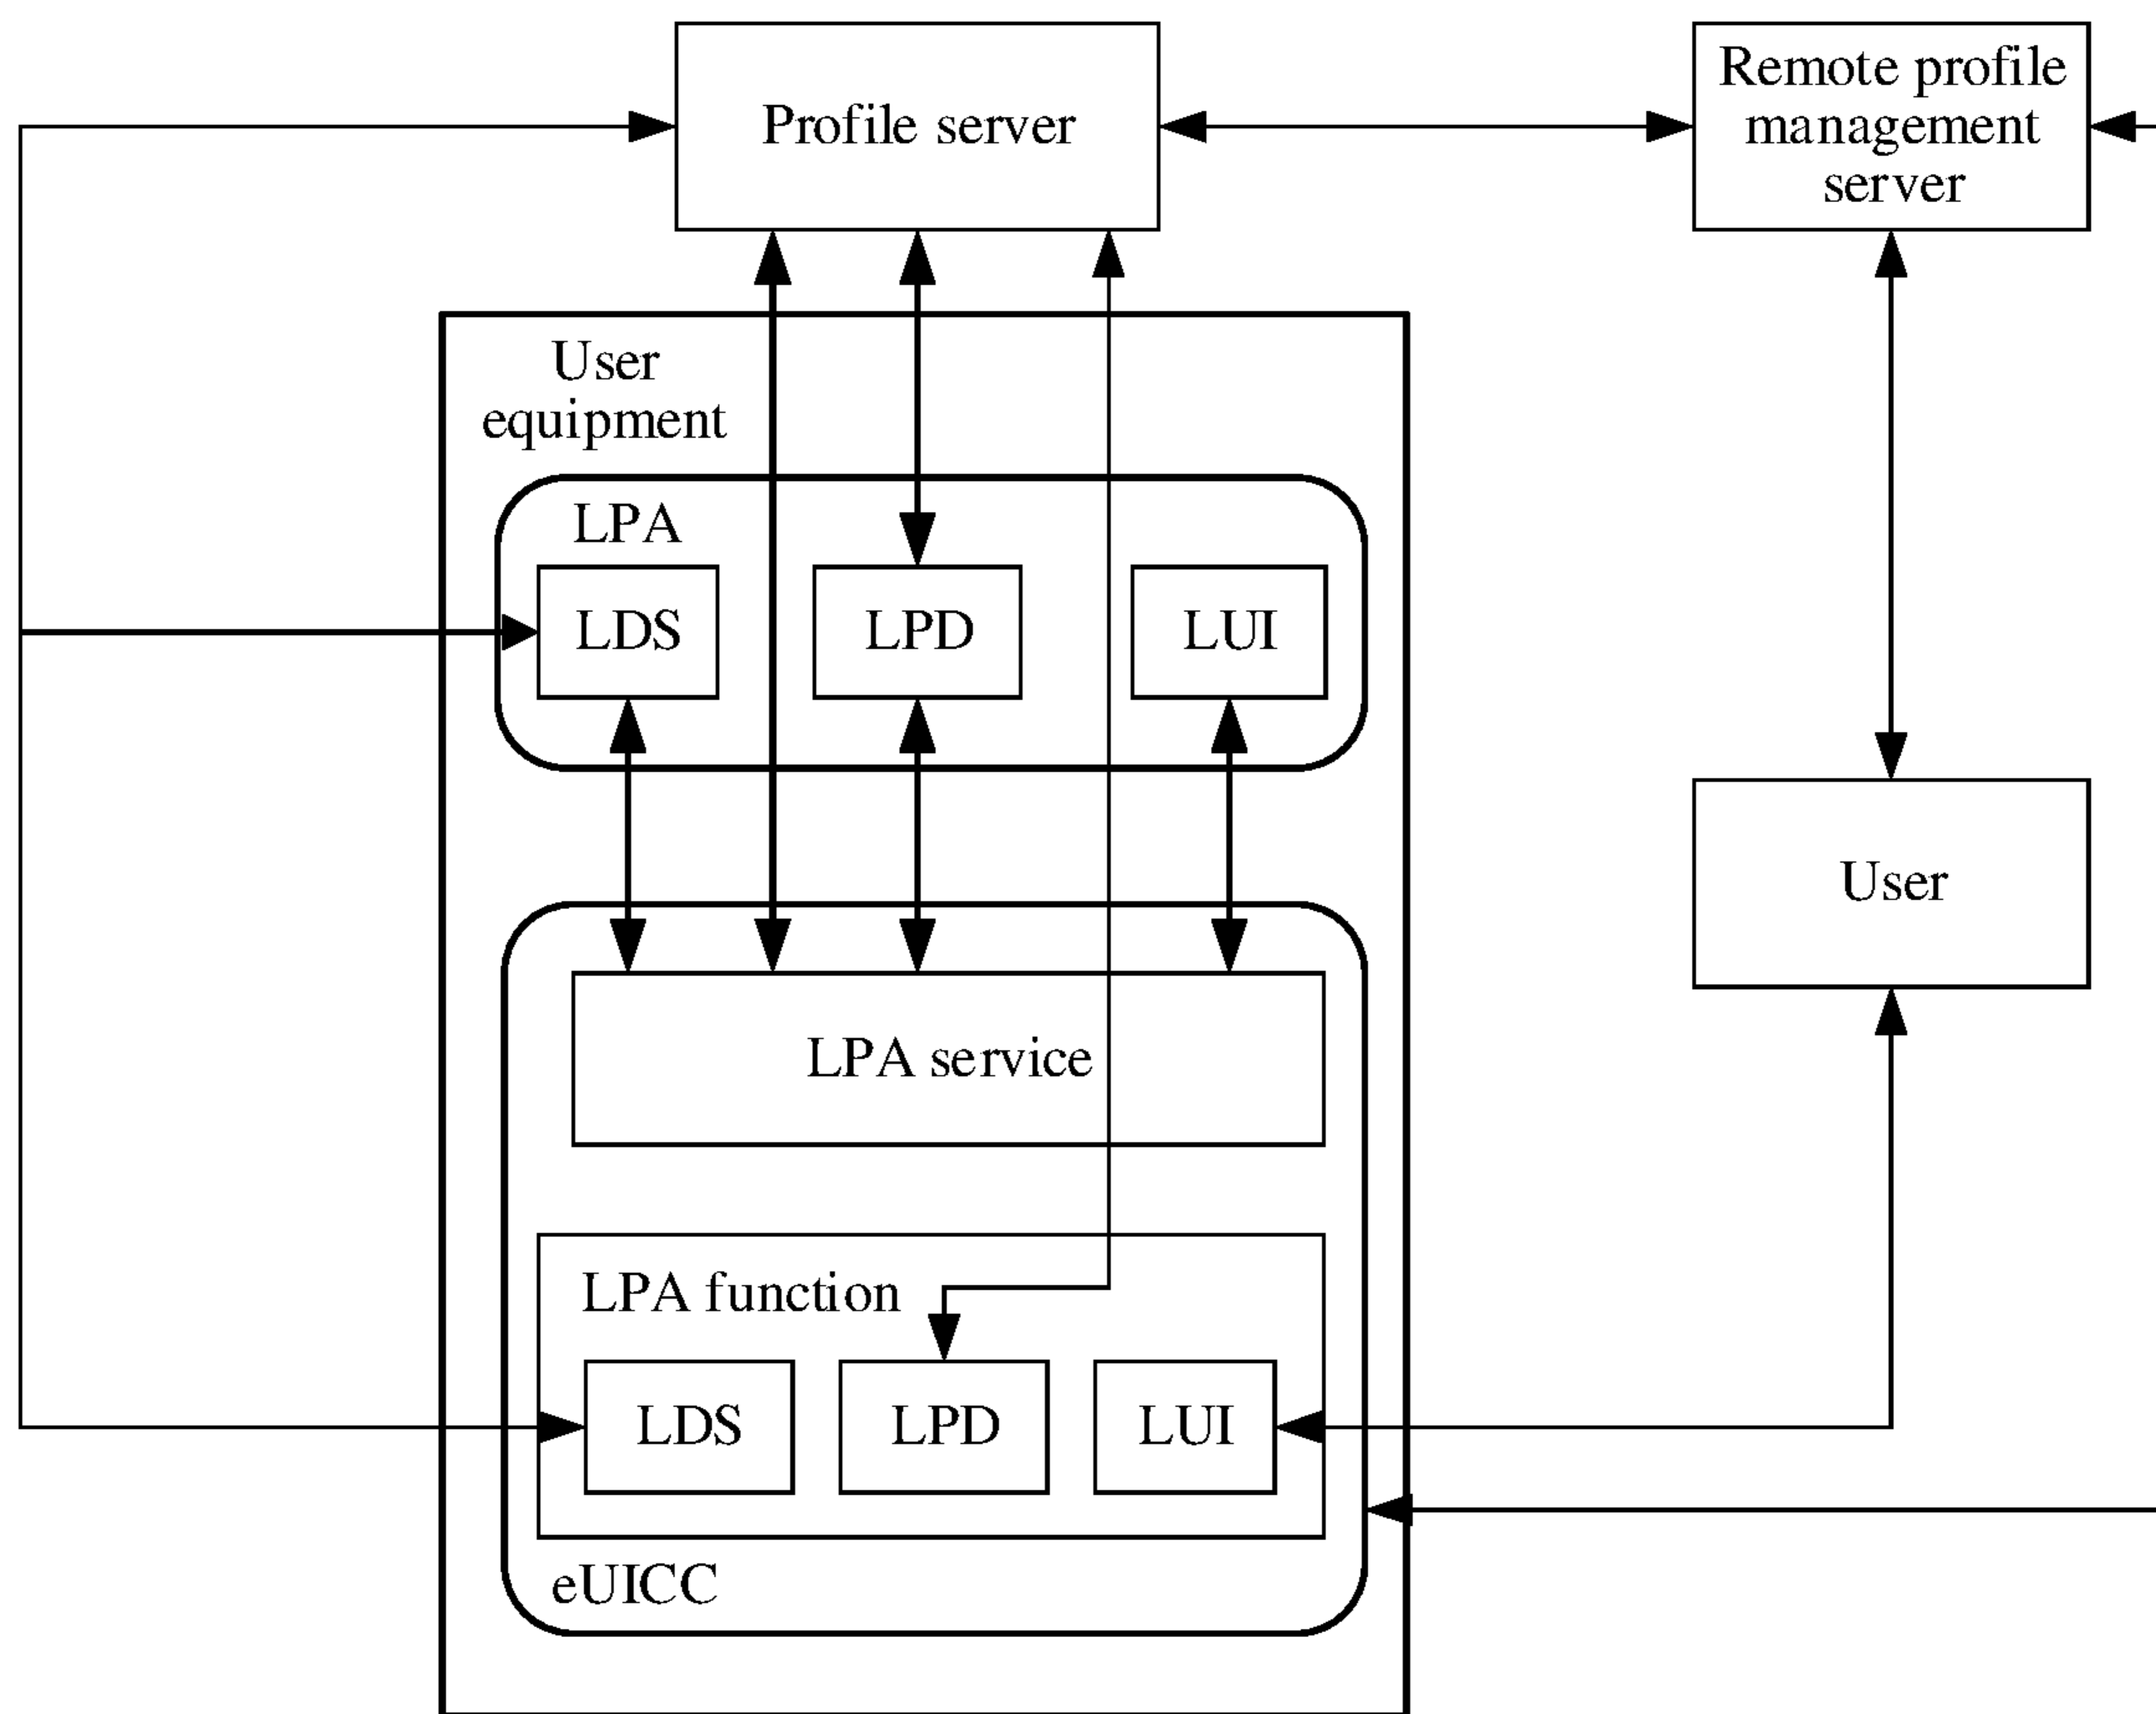 Profile server
Remote profile
management
server
User
equipment
LPA
LDS
LPD
LUI
User
LPA service
LPA function
LDS
LPD
LUI
eUICC